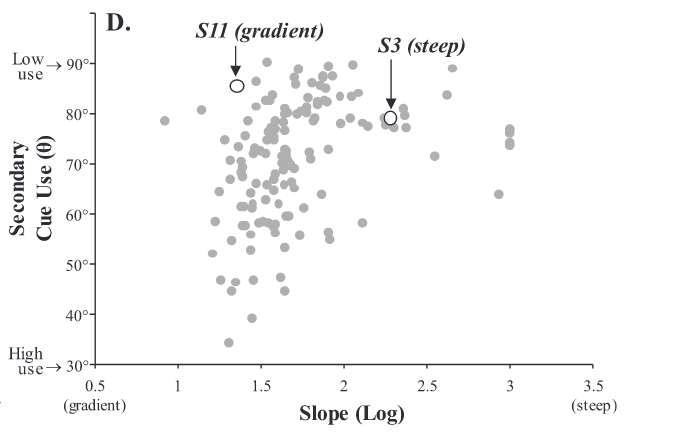 D.
S11 (gradient)
S3 (steep)
Low
use →
90°
80°
70°
60°
50°
40°
30°
High
use →
Secondary
Cue Use (θ)
0.5
1
1.5
2
2.5
3
3.5
(gradient)
(steep)
Slope (Log)